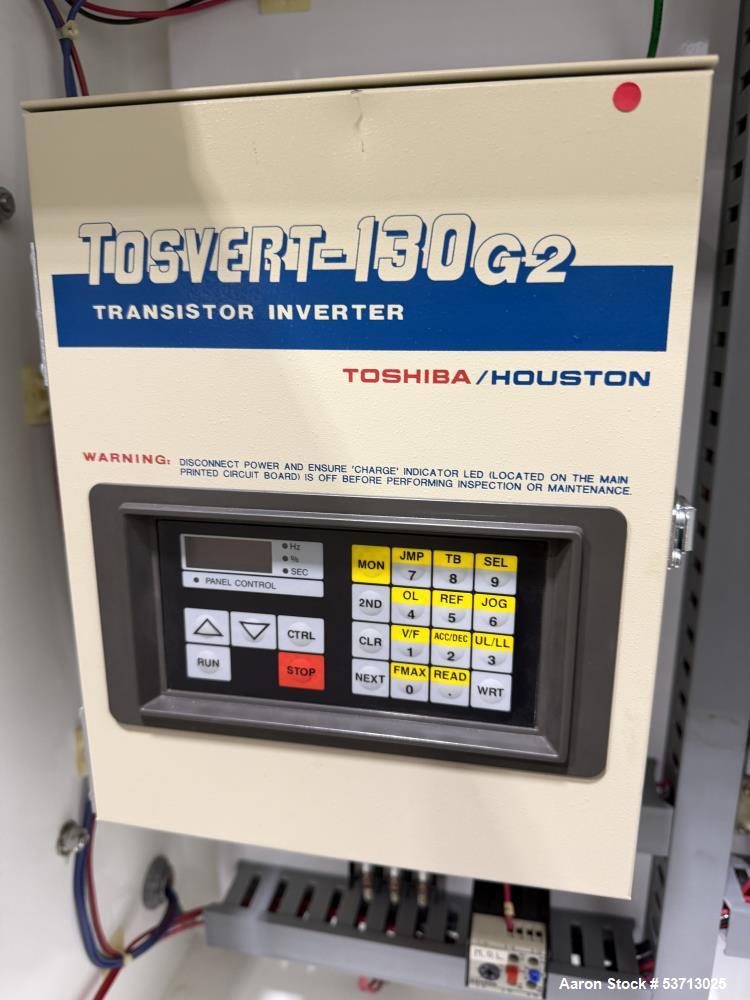 TOSVERT-130G2
TRANSISTOR INVERTER
TOSHIBA/HOUSTON
WARNING: DISCONNECT POWER AND ENSURE 'CHARGE' INDICATOR LED (LOCATED ON THE MAIN
PRINTED CIRCUIT BOARD) IS OFF BEFORE PERFORMING INSPECTION OR MAINTENANCE.
Hz
%
SEC
PANEL CONTROL
CTRL
RUN
STOP
MON JMP TB SEL
7 8 9
2ND OL REF JOG
4 5 6
CLR V/F ACC/DEC UL/LL
1 2 3
NEXT FMAX READ WRT
0 .
M.O.L.
Aaron Stock # 53713025